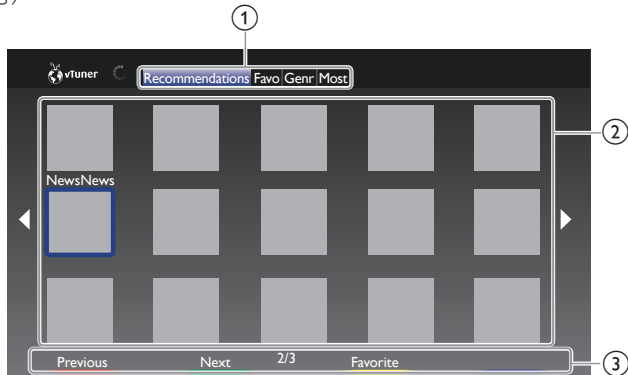 1
vTuner
Recommendations Favo Genr Most
2
NewsNews
Previous Next 2/3 Favorite
3